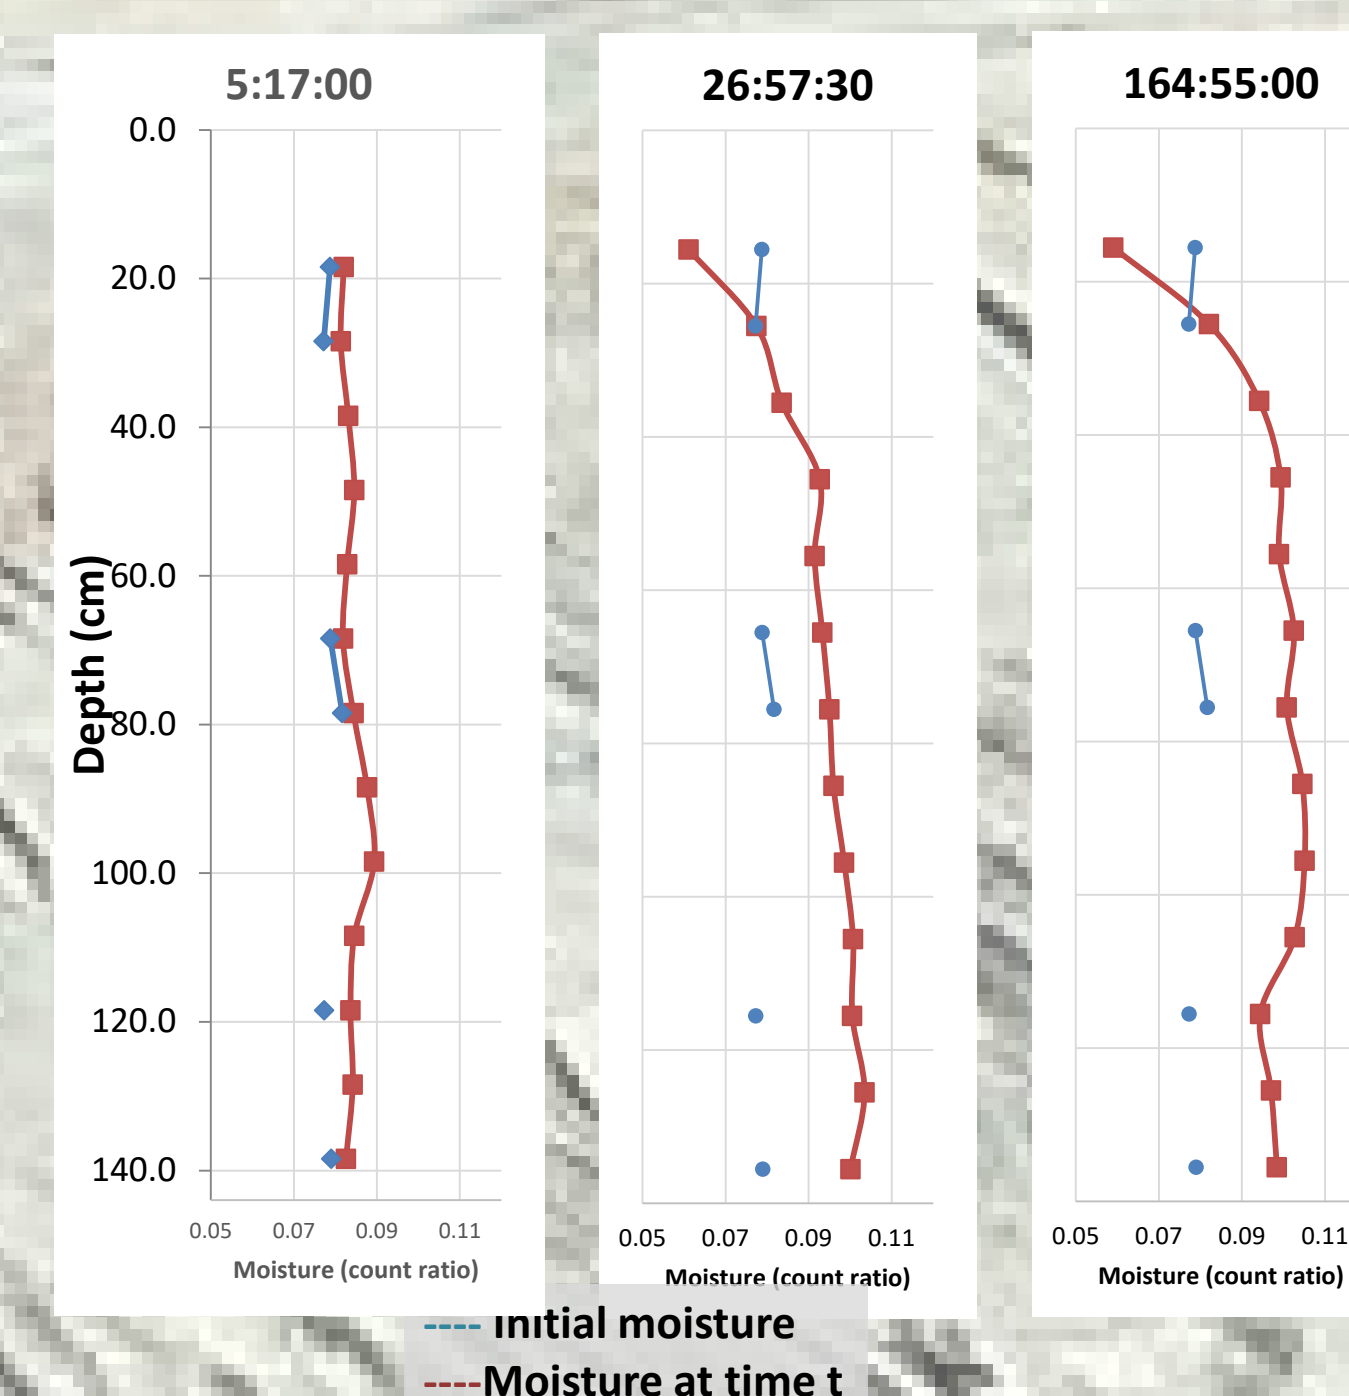 5:17:00
26:57:30
164:55:00
0.0
20.0
40.0
60.0
80.0
100.0
120.0
140.0
Depth (cm)
0.05 0.07 0.09 0.11
0.05 0.07 0.09 0.11
0.05 0.07 0.09 0.11
Moisture (count ratio)
Moisture (count ratio)
Moisture (count ratio)
---- Initial moisture
----Moisture at time t